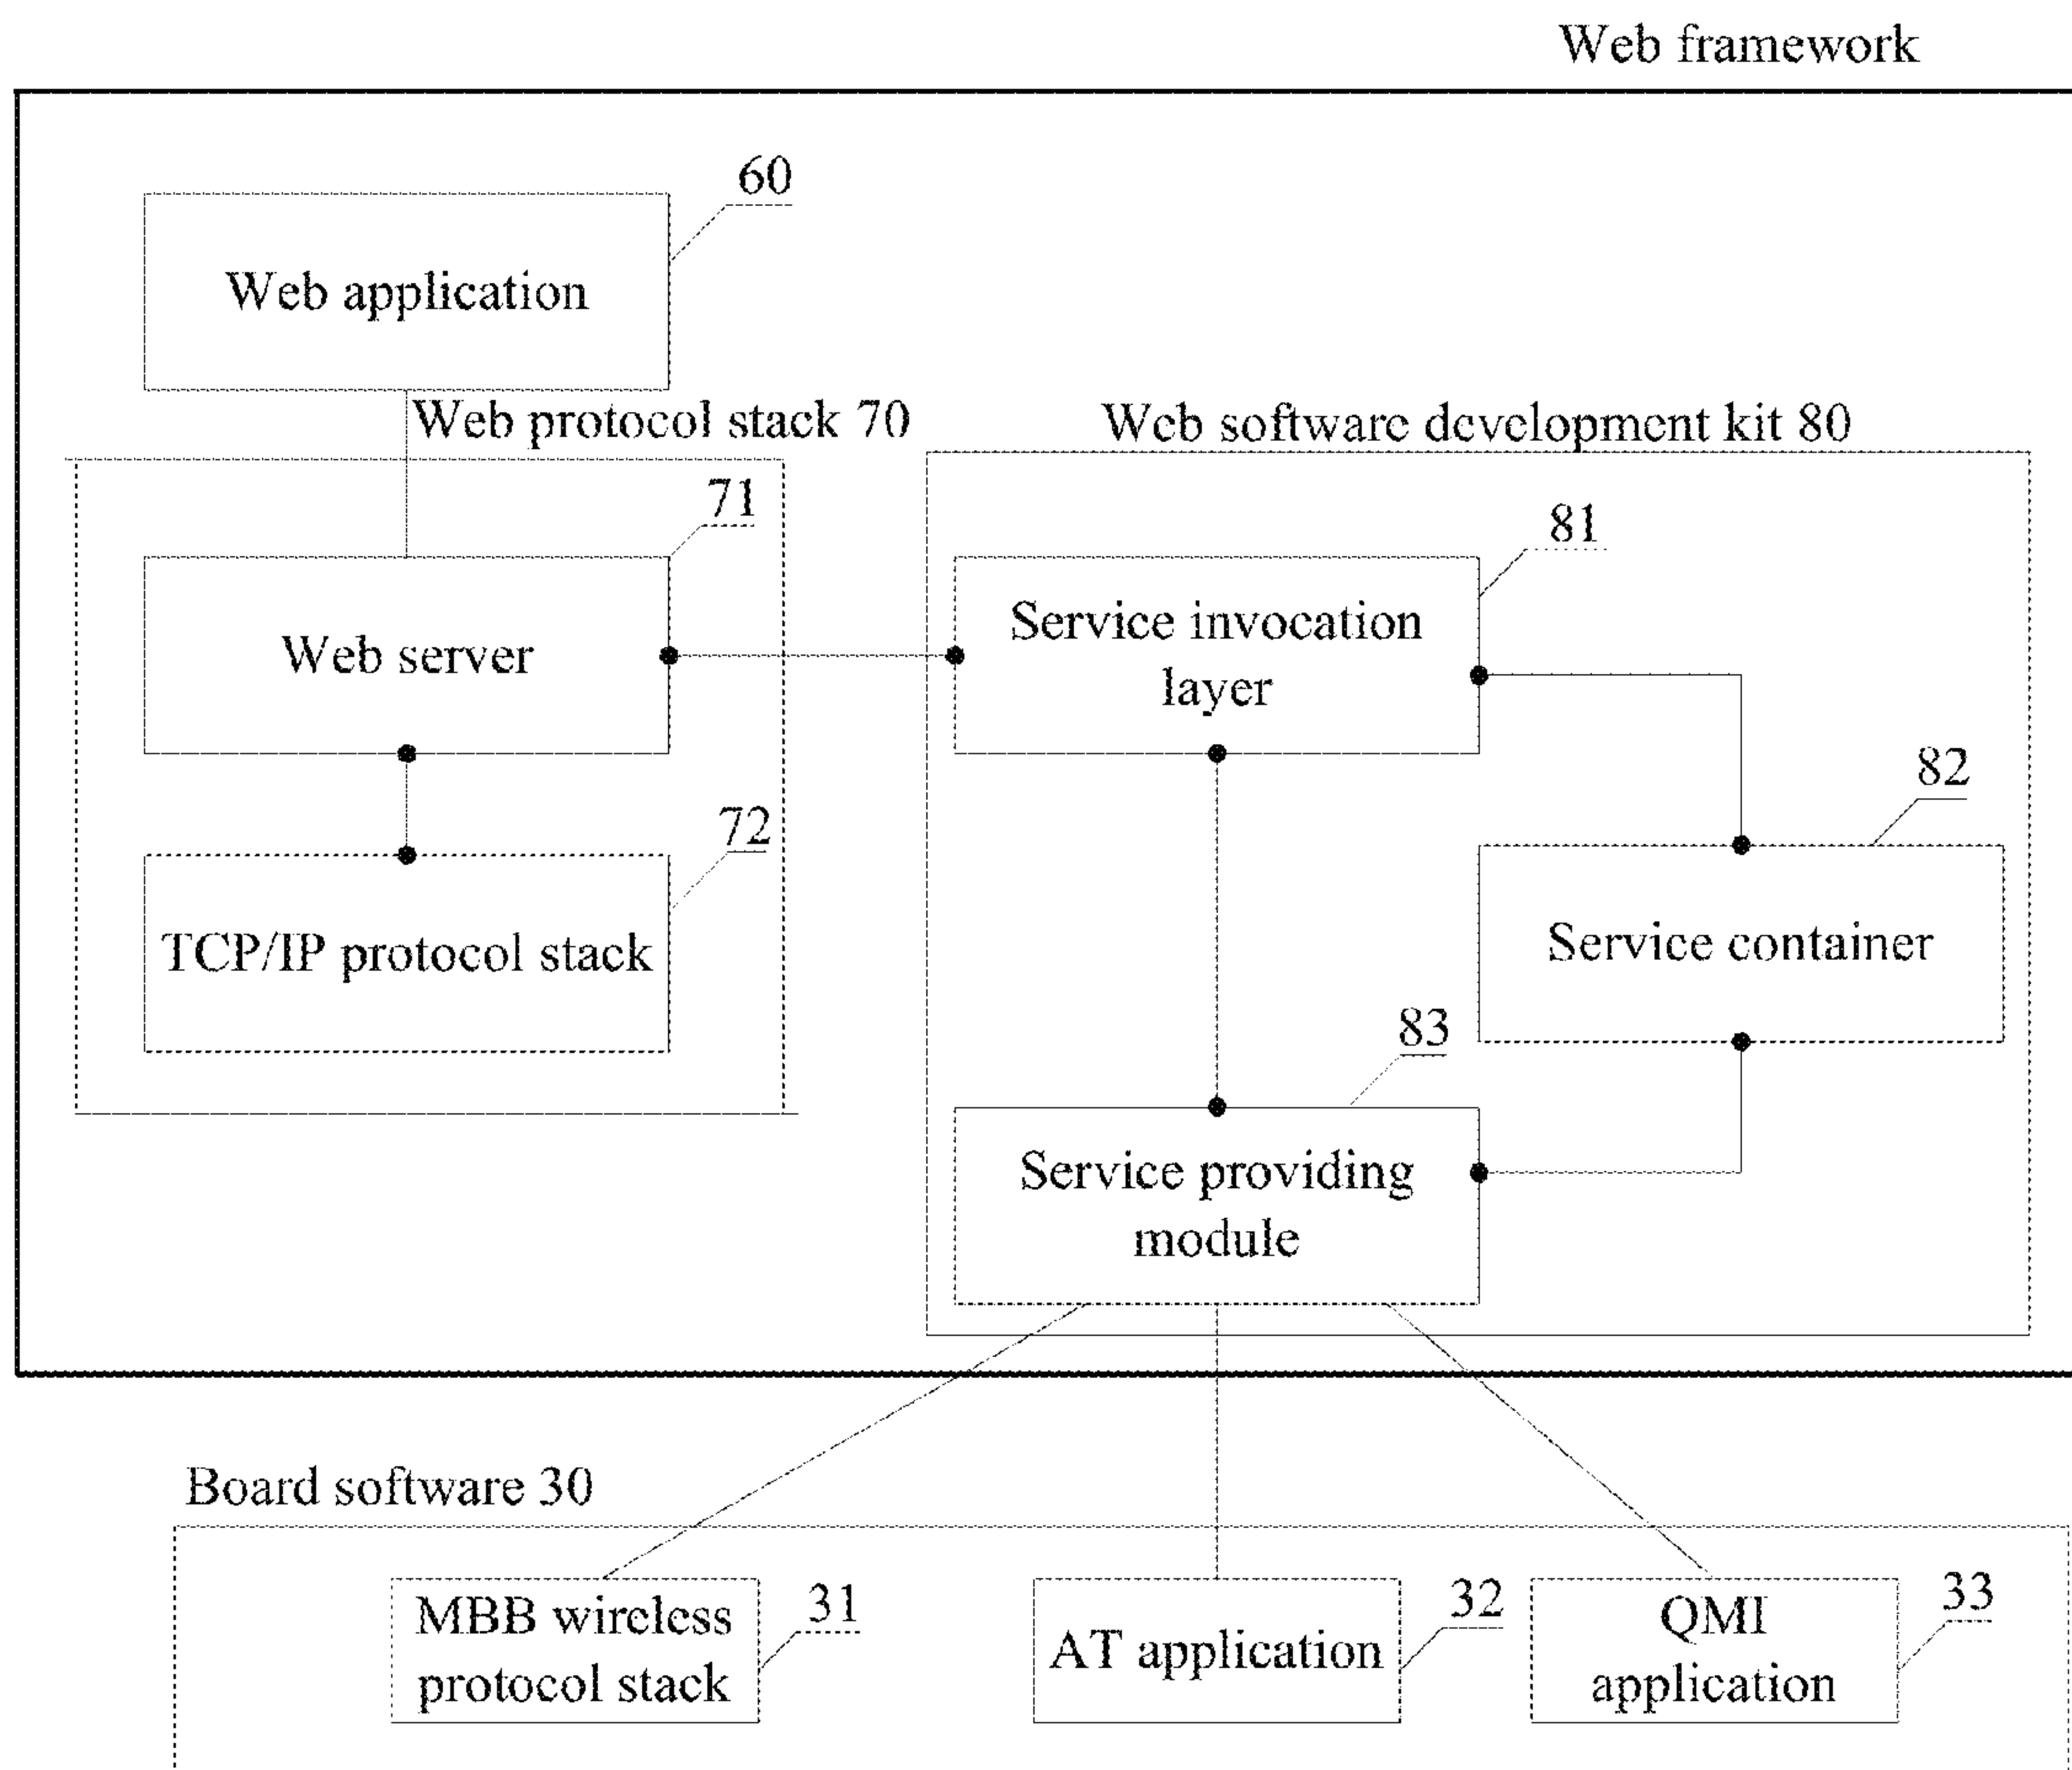 Web framework
60
Web application
Web protocol stack 70
Web software development kit 80
71
81
Web server
Service invocation
layer
82
72
TCP/IP protocol stack
Service container
83
Service providing
module
Board software 30
MBB wireless
protocol stack
31
AT application
32
QMI
application
33